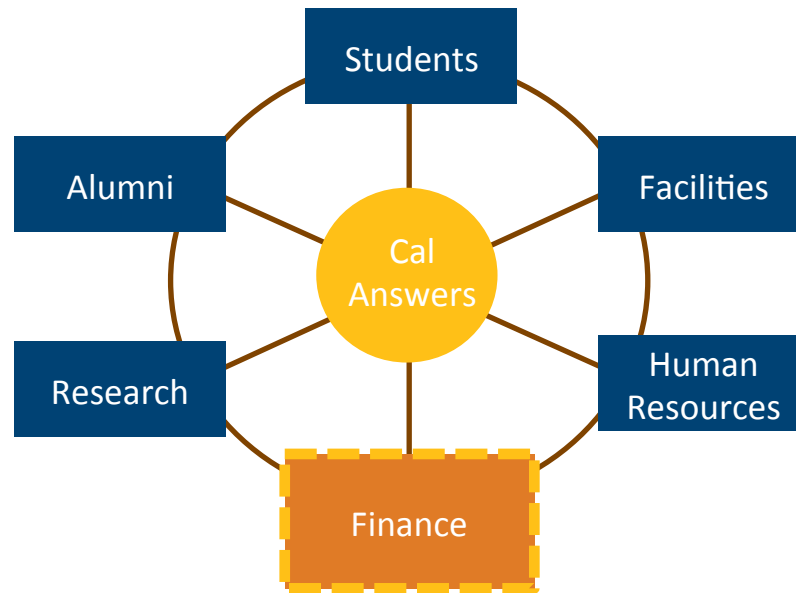 Students
Alumni
Facilities
Cal
Answers
Research
Human
Resources
Finance